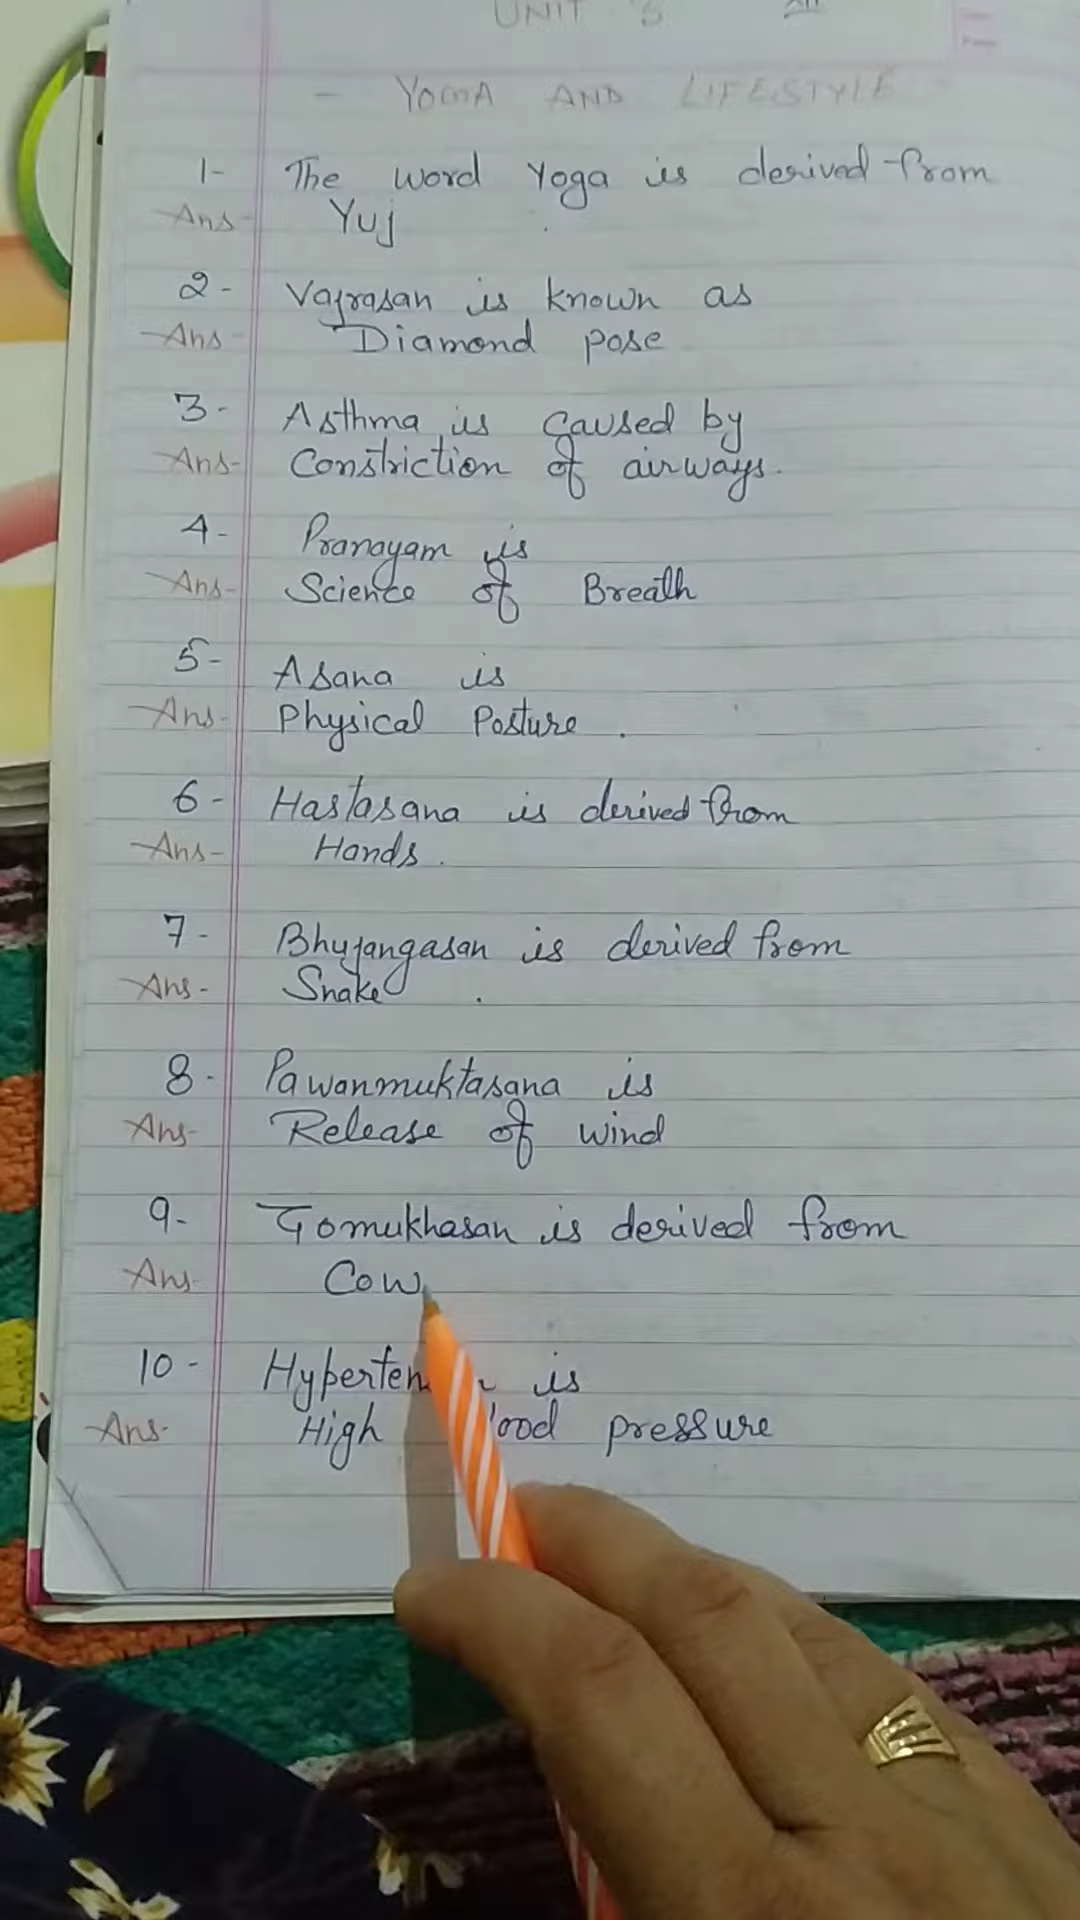 UNIT - 
- YOGA AND LIFESTYLE
1- The word Yoga is derived from
Ans- Yuj
2- Vajrasan is known as
Ans- Diamond pose
3- Asthma is caused by
Ans- Constriction of airways.
4- Pranayam is
Ans- Science of Breath
5- Asana is
Ans- Physical Posture.
6- Hastasana is derived from
Ans- Hands.
7- Bhujangasan is derived from
Ans- Snake.
8- Pawanmuktasana is
Ans- Release of wind
9- Gomukhasan is derived from
Ans- Cow
10- is
Ans- High pressure